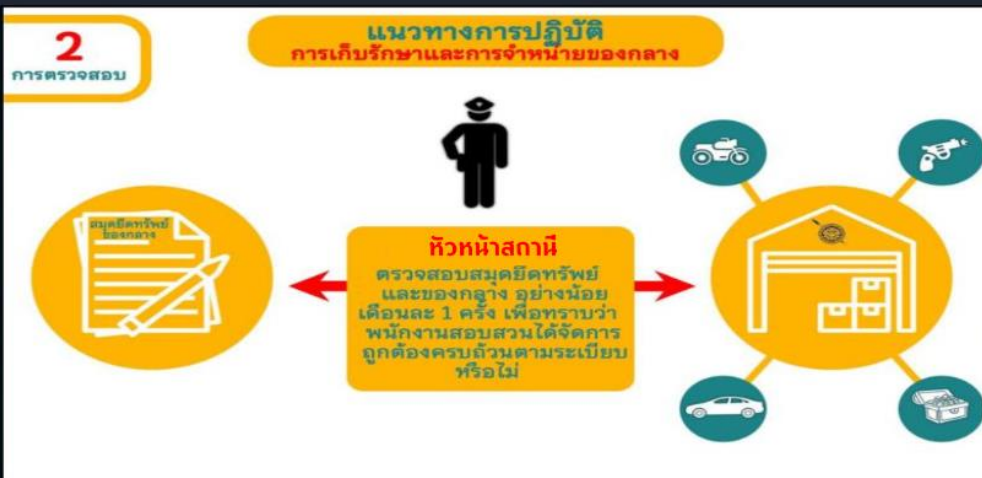 2
การตรวจสอบ
แนวทางการปฏิบัติ
การเก็บรักษาและการจำหน่ายของกลาง
สมุดยึดทรัพย์
ของกลาง
หัวหน้าสถานี
ตรวจสอบสมุดยึดทรัพย์
และของกลาง อย่างน้อย
เดือนละ 1 ครั้ง เพื่อทราบว่า
พนักงานสอบสวนได้จัดการ
ถูกต้องครบถ้วนตามระเบียบ
หรือไม่